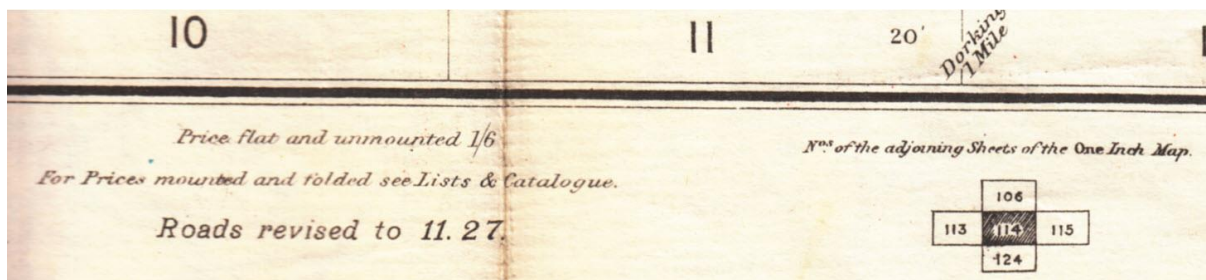 10
11
20'
Dorking
1 Mile
Price flat and unmounted 1/6
For Prices mounted and folded see Lists & Catalogue.
Roads revised to 11.27.
Nos. of the adjoining Sheets of the One Inch Map.
106
113 114 115
124